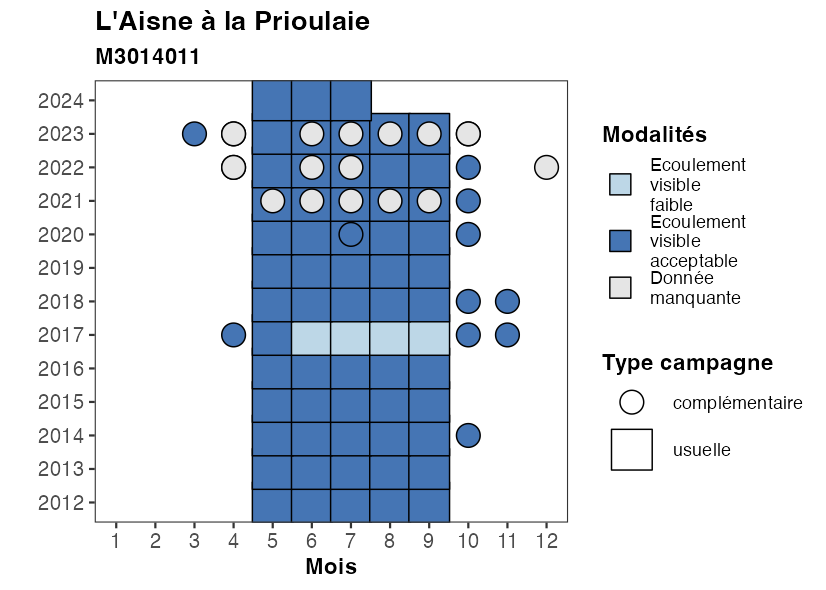 L'Aisne à la Prioulaie
M3014011
2024
2023
2022
2021
2020
2019
2018
2017
2016
2015
2014
2013
2012
1 2 3 4 5 6 7 8 9 10 11 12
Mois
Modalités
Ecoulement
visible
faible
Ecoulement
visible
acceptable
Donnée
manquante
Type campagne
complémentaire
usuelle